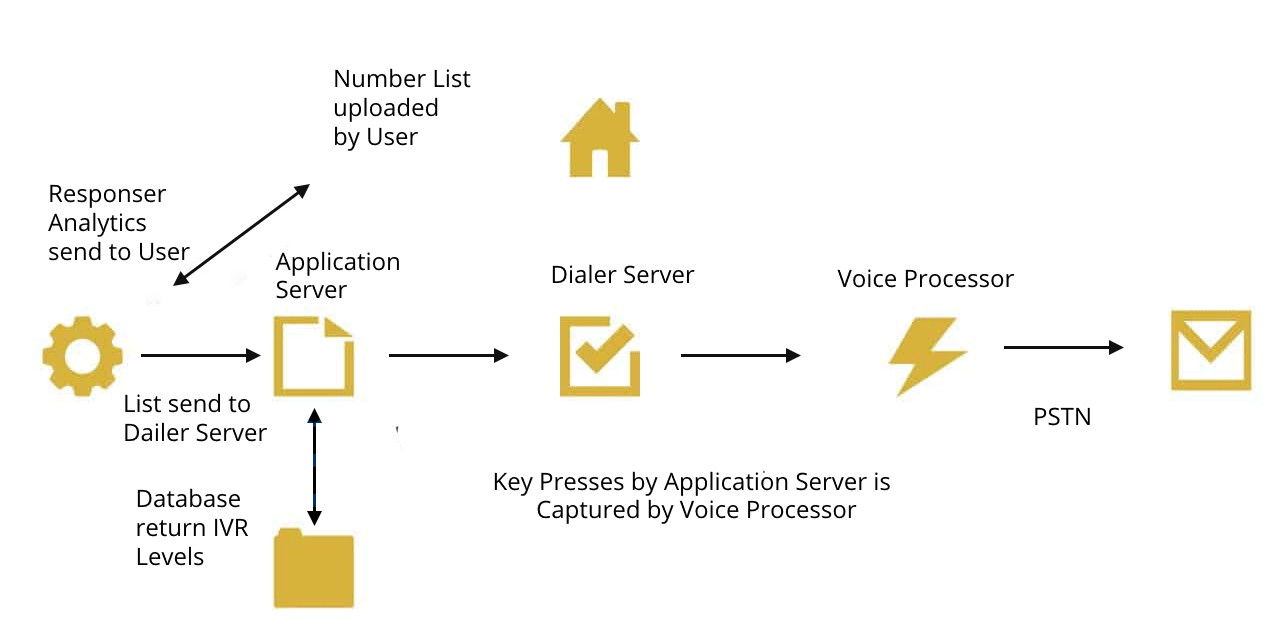 Number List
uploaded
by User
Responser
Analytics
send to User
Application
Server
Dialer Server
Voice Processor
List send to
Dailer Server
PSTN
Database
return IVR
Levels
Key Presses by Application Server is
Captured by Voice Processor